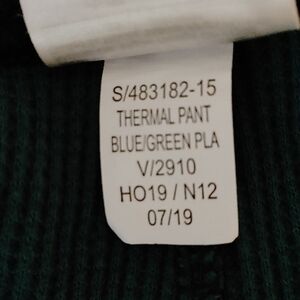 S/483182-15
THERMAL PANT
BLUE/GREEN PLA
V/2910
HO19 / N12
07/19